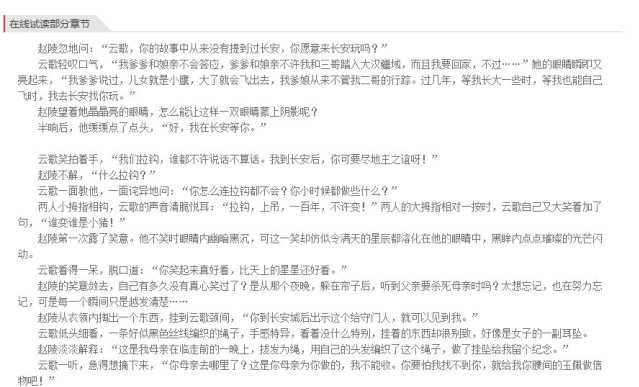 在线试读部分章节
赵陵忽地问：“云歌，你的故事中从来没有提到过长安，你愿意来长安玩吗？”
云歌轻叹口气，“我爹爹和娘亲不会答应，爹爹和娘亲不许我和三哥踏入大汉疆域，而且我要回家，不过……”她的眼睛瞬即又
亮起来，“我爹爹说过，儿女就是小鹰，大了就会飞出去，我爹娘从来不管我二哥的行踪。过几年，等我长大一些时，等我也能自己
飞时，我去长安找你玩。”
赵陵望着她晶晶亮的眼睛，怎么能让这样一双眼睛蒙上阴影呢？
半晌后，他缓缓点了点头，“好，我在长安等你。”
云歌笑拍着手，“我们拉钩，谁都不许说话不算话。我到长安后，你可要尽地主之谊呀！”
赵陵不解，“什么拉钩？”
云歌一面教他，一面诧异地问：“你怎么连拉钩都不会？你小时候都做些什么？”
两人小拇指相钩，云歌的声音清脆悦耳：“拉钩，上吊，一百年，不许变！”两人的大拇指相对一按时，云歌自己又大笑着加了
句，“谁变谁是小猪！”
赵陵第一次露了笑意。他不笑时眼睛内幽暗黑沉，可这一笑却仿似令满天的星辰都溶化在他的眼睛中，黑眸内点点璀璨的光芒闪
动。
云歌看得一呆，脱口道：“你笑起来真好看，比天上的星星还好看。”
赵陵的笑意敛去，自己有多久没有真心笑过了？是从那个夜晚，躲在帘子后，听到父亲要杀死母亲时吗？太想忘记，也在努力忘
记，可是每一个瞬间只是越发清楚……
赵陵从衣领内掏出一个东西，挂到云歌颈间，“你到长安城后出示这个给守门人，就可以见到我。”
云歌低头细看，一条好似黑色丝线编织的绳子，手感特异，看着没什么特别，挂着的东西却很别致，好像是女子的一副耳坠。
赵陵淡淡解释：“这是我母亲在临走前的一晚上，拔发为绳，用自己的头发编织了这个绳子，做了挂坠给我留个纪念。”
云歌一听，急得想摘下来，“你母亲去哪里了？这是你母亲为你做的，我不能收。你要怕我找不到你，就给我你腰间的玉佩做信
物吧！”